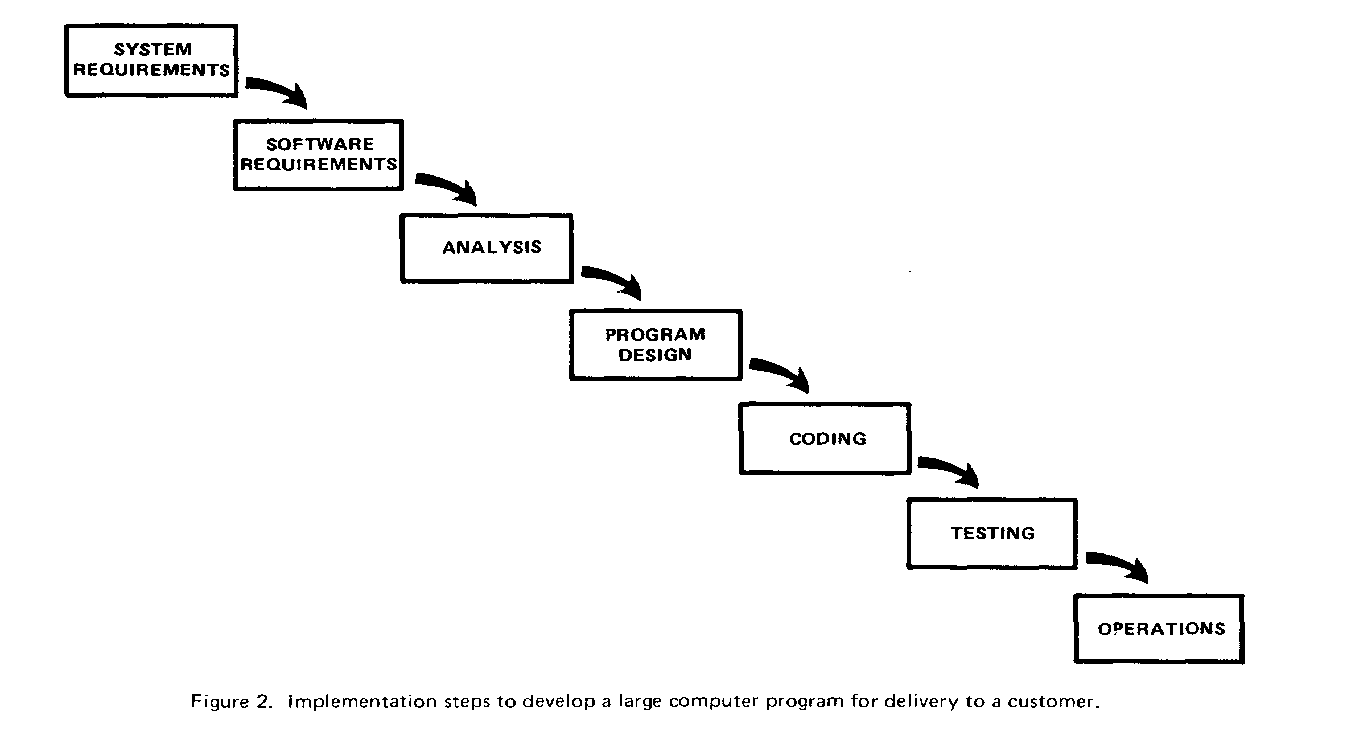 SYSTEM
REQUIREMENTS
SOFTWARE
REQUIREMENTS
ANALYSIS
PROGRAM
DESIGN
CODING
TESTING
OPERATIONS
Figure 2. Implementation steps to develop a large computer program for delivery to a customer.